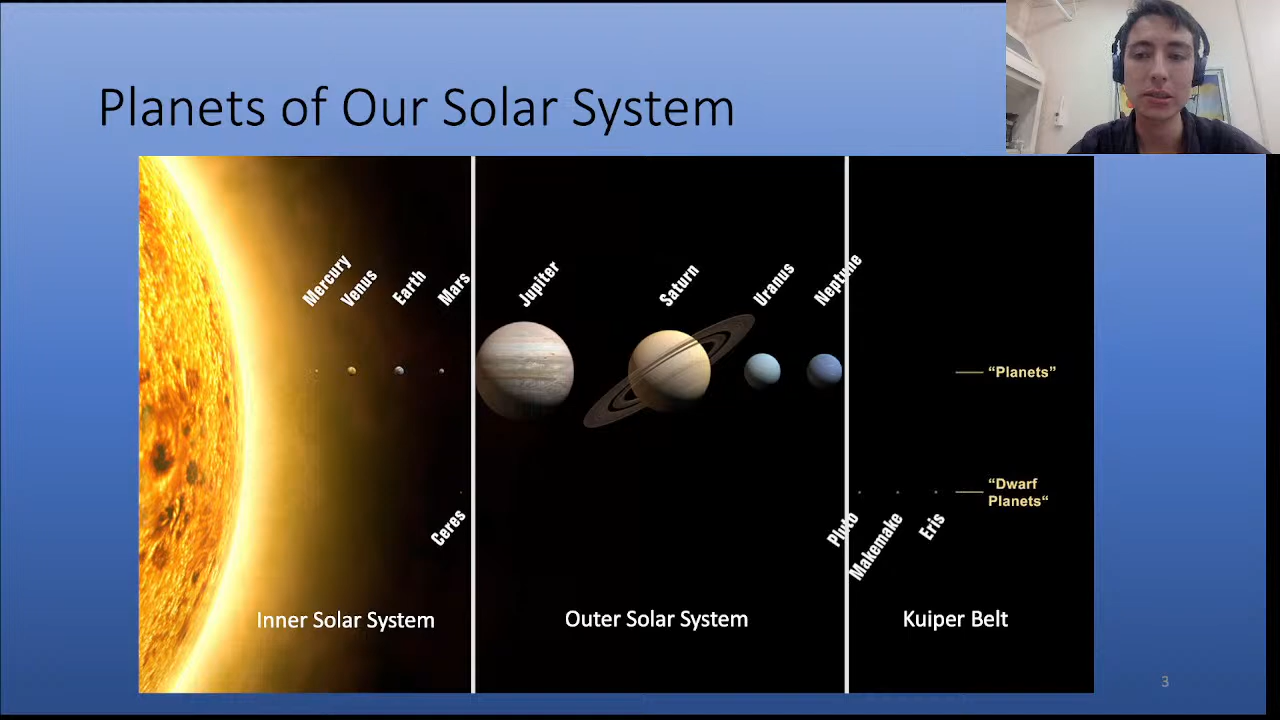 Planets of Our Solar System
Mercury
Venus
Earth
Mars
Jupiter
Saturn
Uranus
Neptune
“Planets”
“Dwarf
Planets“
Ceres
Pluto
Makemake
Eris
Inner Solar System
Outer Solar System
Kuiper Belt
3